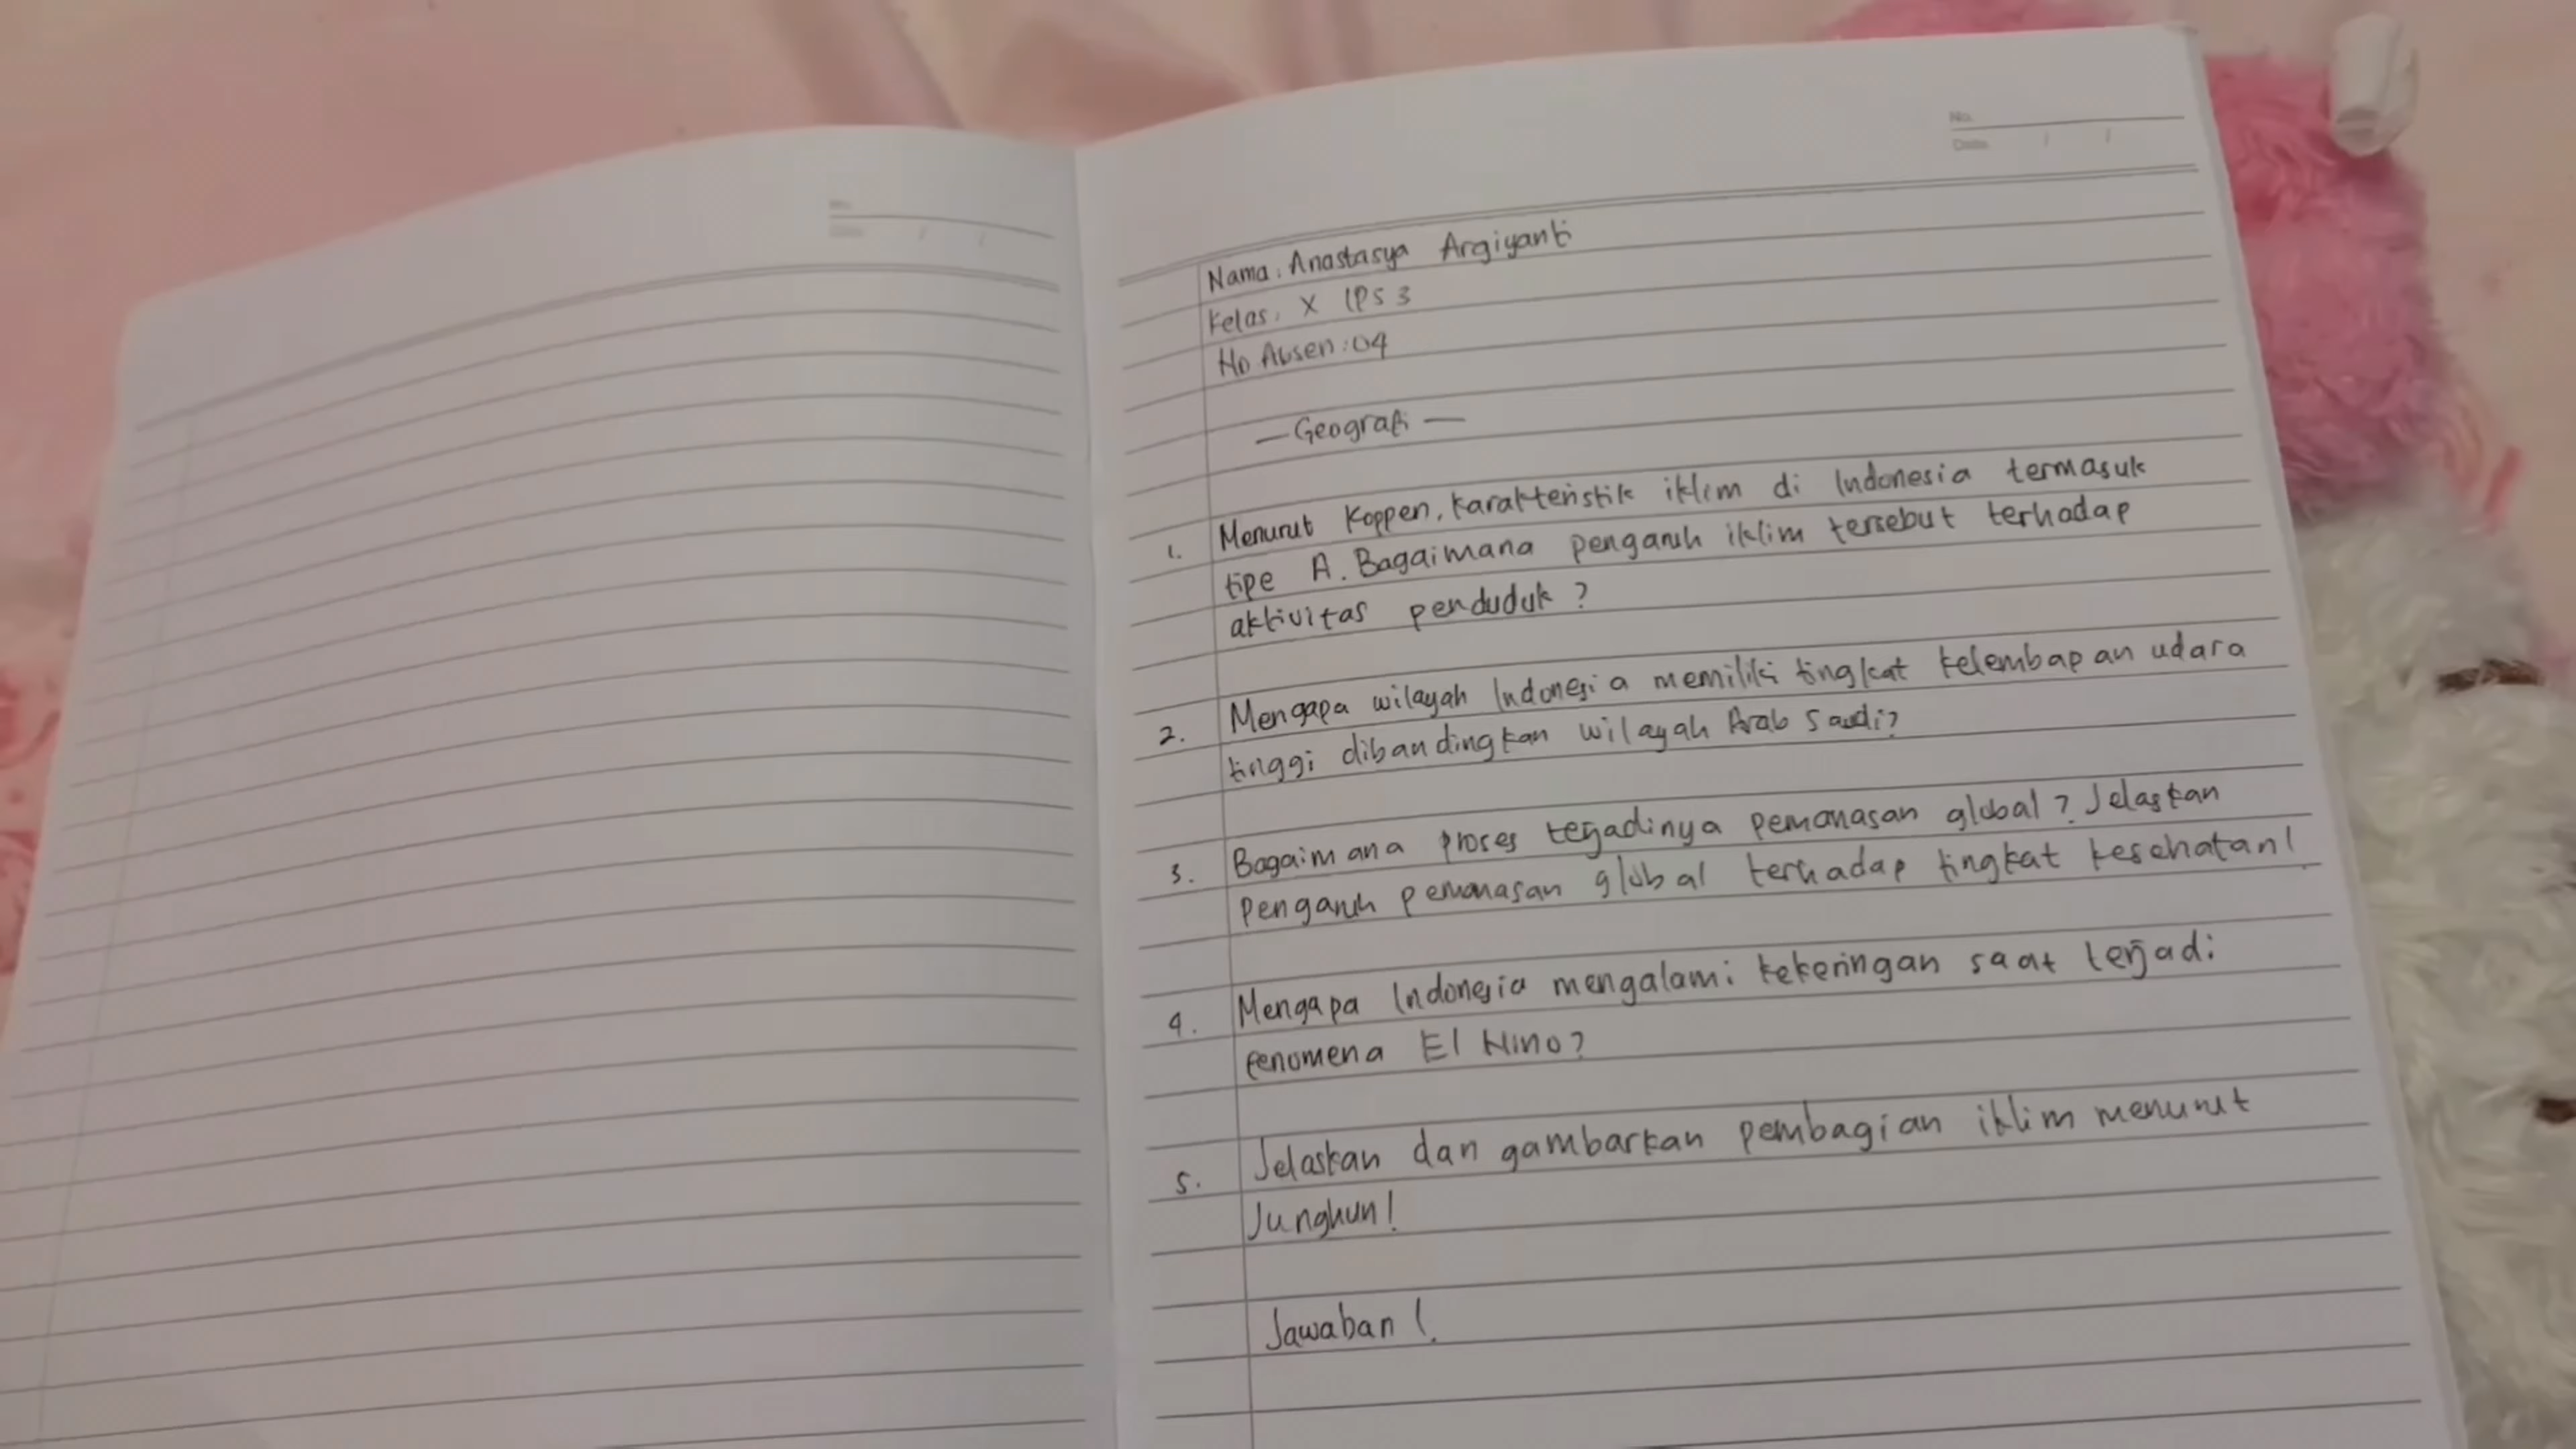 No.
Date / /
Nama : Anastasya Argiyanti
Kelas : X IPS 3
No Absen : 04
— Geografi —
1. Menurut Koppen, karakteristik iklim di Indonesia termasuk
tipe A. Bagaimana pengaruh iklim tersebut terhadap
aktivitas penduduk ?
2. Mengapa wilayah Indonesia memiliki tingkat kelembapan udara
tinggi dibandingkan wilayah Arab Saudi?
3. Bagaimana proses terjadinya pemanasan global ? Jelaskan
pengaruh pemanasan global terhadap tingkat kesehatan!
4. Mengapa Indonesia mengalami kekeringan saat terjadi
fenomena El Nino?
5. Jelaskan dan gambarkan pembagian iklim menurut
Junghun!
Jawaban !